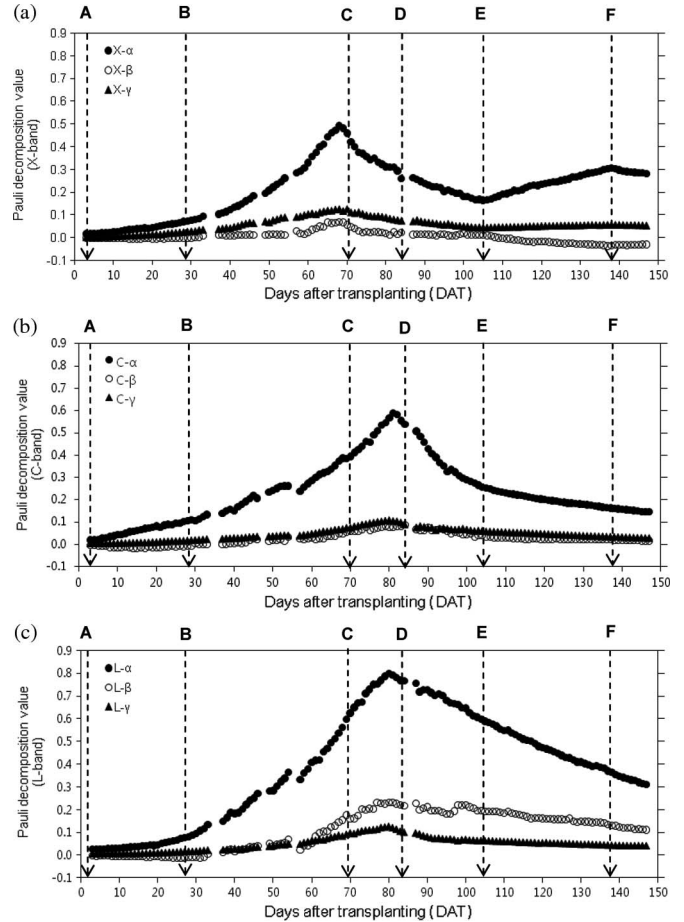 (a)
A B C D E F
0.9
0.8
0.7
0.6
0.5
0.4
0.3
0.2
0.1
0.0
-0.1
Pauli decomposition value
(X-band)
X-α
X-β
X-γ
0 10 20 30 40 50 60 70 80 90 100 110 120 130 140 150
Days after transplanting (DAT)
(b)
A B C D E F
0.9
0.8
0.7
0.6
0.5
0.4
0.3
0.2
0.1
0.0
-0.1
Pauli decomposition value
(C-band)
C-α
C-β
C-γ
0 10 20 30 40 50 60 70 80 90 100 110 120 130 140 150
Days after transplanting (DAT)
(c)
A B C D E F
0.9
0.8
0.7
0.6
0.5
0.4
0.3
0.2
0.1
0.0
-0.1
Pauli decomposition value
(L-band)
L-α
L-β
L-γ
0 10 20 30 40 50 60 70 80 90 100 110 120 130 140 150
Days after transplanting (DAT)